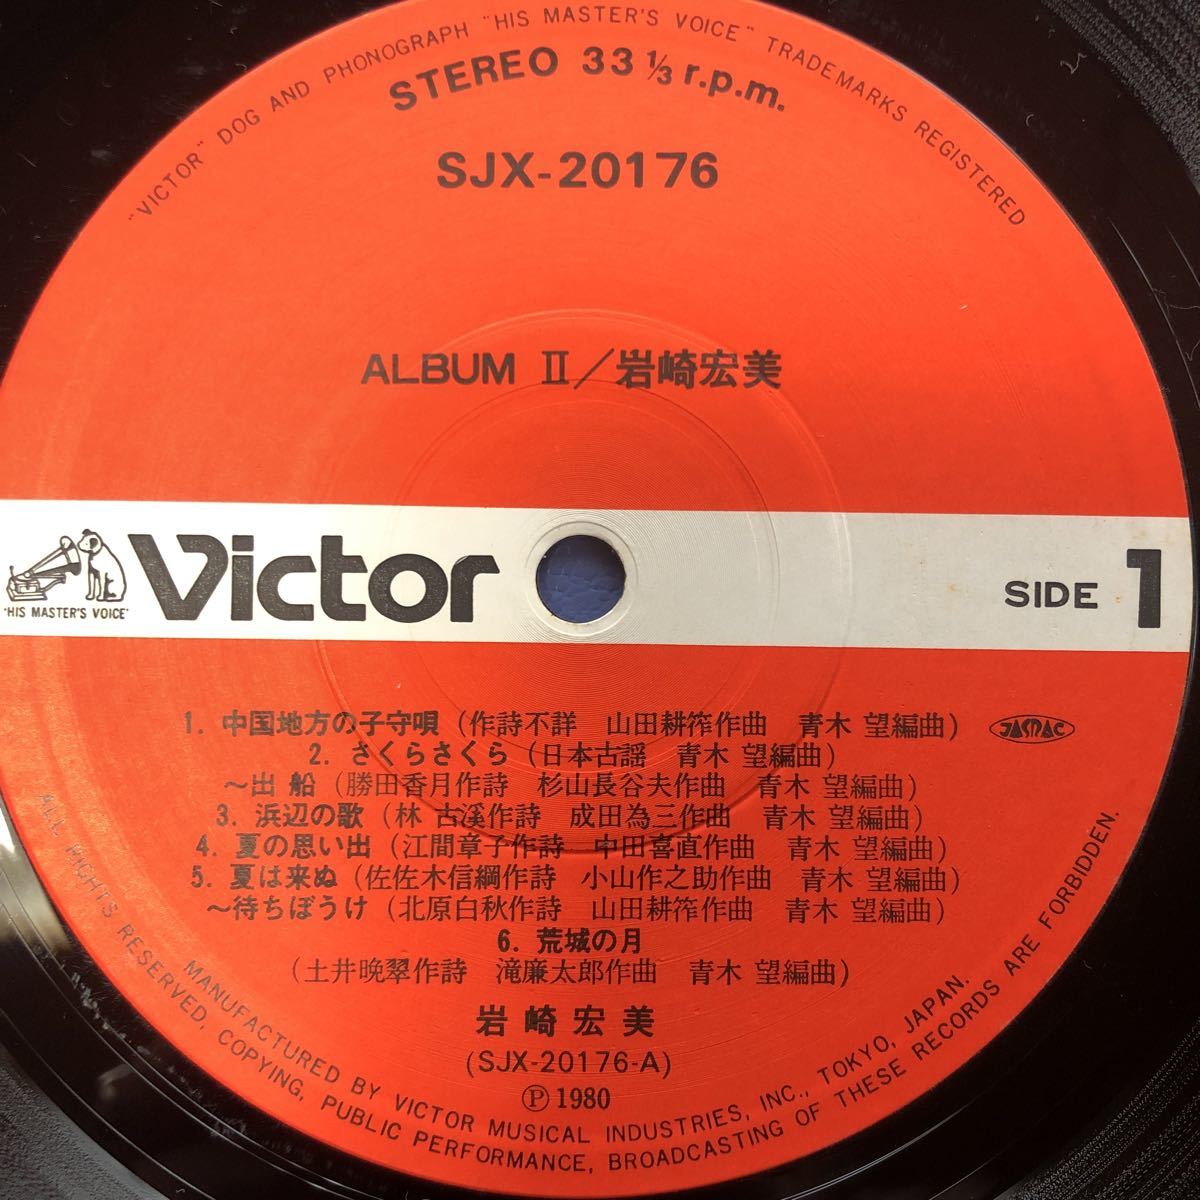 "VICTOR" DOG AND PHONOGRAPH "HIS MASTER'S VOICE" TRADEMARKS REGISTERED
STEREO 33 1/3 r.p.m.
SJX-20176
ALBUM Ⅱ／岩崎宏美
"HIS MASTER'S VOICE"
Victor
SIDE 1
1. 中国地方の子守唄（作詩不詳　山田耕筰作曲　青木 望編曲）
JASRAC
2. さくらさくら（日本古謡　青木 望編曲）
～出 船（勝田香月作詩　杉山長谷夫作曲　青木 望編曲）
3. 浜辺の歌（林 古溪作詩　成田為三作曲　青木 望編曲）
4. 夏の思い出（江間章子作詩　中田喜直作曲　青木 望編曲）
5. 夏は来ぬ（佐佐木信綱作詩　小山作之助作曲　青木 望編曲）
～待ちぼうけ（北原白秋作詩　山田耕筰作曲　青木 望編曲）
6. 荒城の月
（土井晩翠作詩　滝廉太郎作曲　青木 望編曲）
岩崎宏美
(SJX-20176-A)
Ⓟ 1980
MANUFACTURED BY VICTOR MUSICAL INDUSTRIES, INC., TOKYO, JAPAN.
ALL RIGHTS RESERVED, COPYING, PUBLIC PERFORMANCE, BROADCASTING OF THESE RECORDS ARE FORBIDDEN.